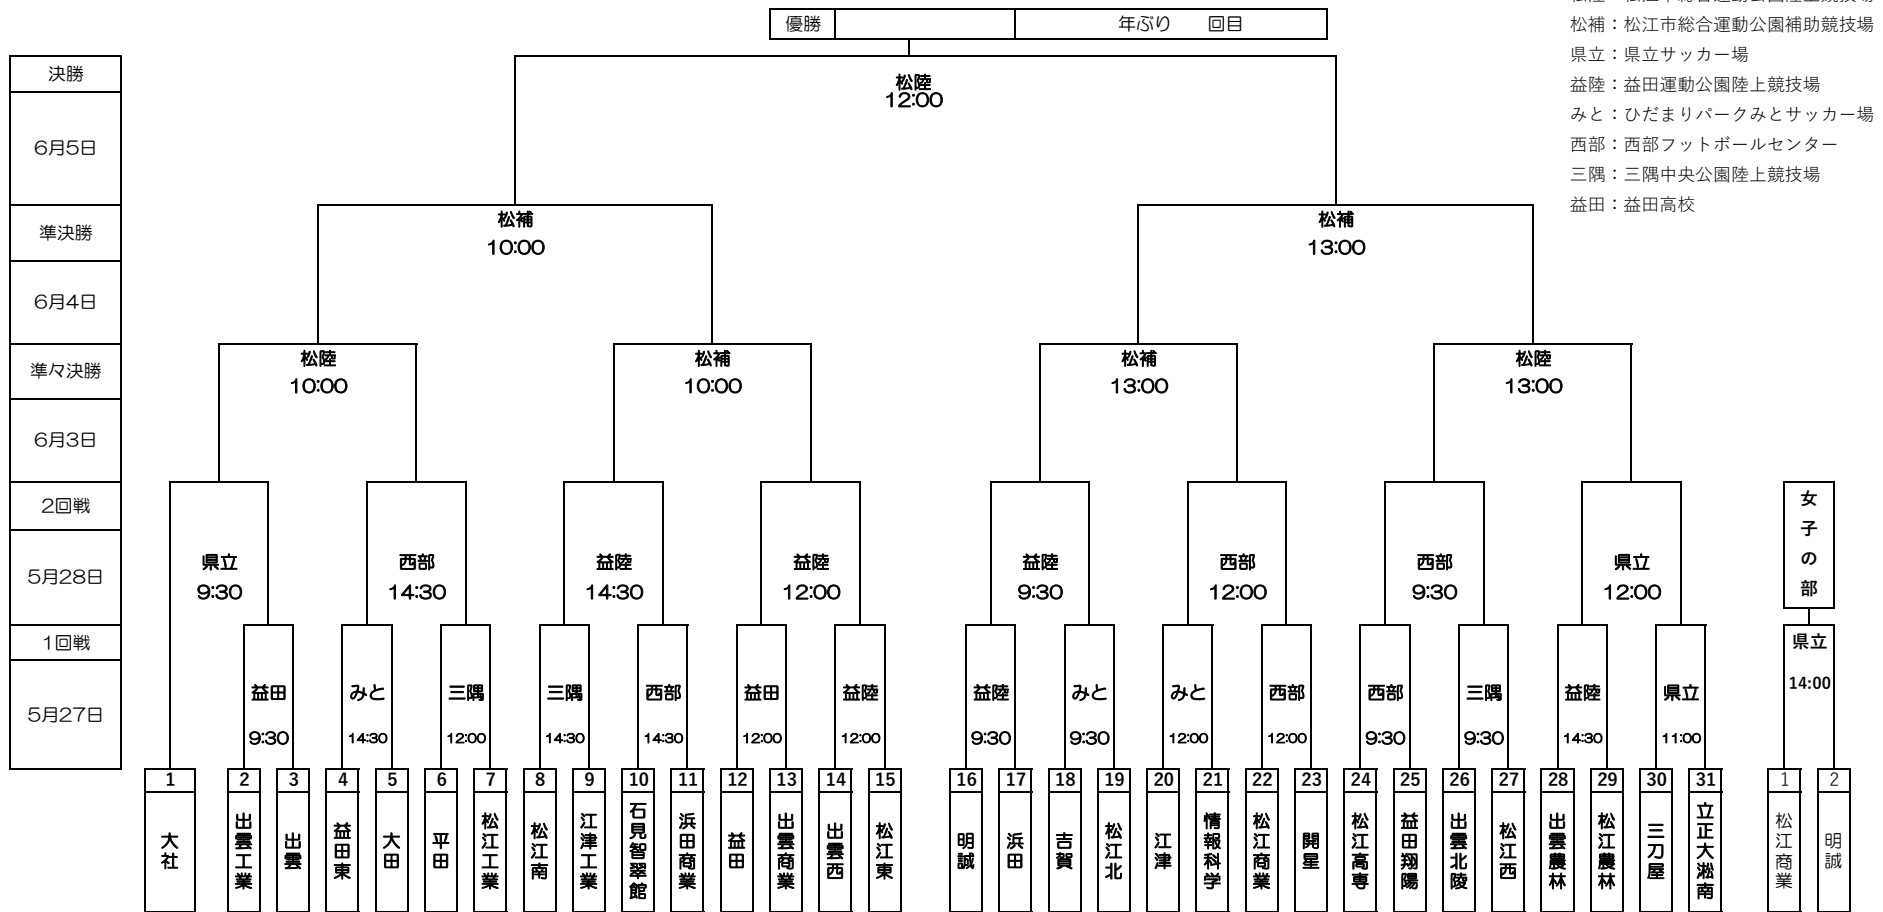 優勝 年ぶり 回目
松補：松江市総合運動公園補助競技場
県立：県立サッカー場
益陸：益田運動公園陸上競技場
みと：ひだまりパークみとサッカー場
西部：西部フットボールセンター
三隅：三隅中央公園陸上競技場
益田：益田高校
決勝
6月5日
準決勝
6月4日
準々決勝
6月3日
2回戦
5月28日
1回戦
5月27日
松陸
12:00
松補 松補
10:00 13:00
松陸 松補 松補 松陸
10:00 10:00 13:00 13:00
県立 西部 益陸 益陸 益陸 西部 西部 県立
9:30 14:30 14:30 12:00 9:30 12:00 9:30 12:00
益田 みと 三隅 三隅 西部 益田 益陸 益陸 みと みと 西部 西部 三隅 益陸 県立
9:30 14:30 12:00 14:30 14:30 12:00 12:00 9:30 9:30 12:00 12:00 9:30 9:30 14:30 11:00
女子の部
県立
14:00
1 2 3 4 5 6 7 8 9 10 11 12 13 14 15 16 17 18 19 20 21 22 23 24 25 26 27 28 29 30 31 1 2
大社
出雲工業
出雲
益田東
大田
平田
松江工業
松江南
江津工業
石見智翠館
浜田商業
益田
出雲商業
出雲西
松江東
明誠
浜田
吉賀
松江北
江津
情報科学
松江商業
開星
松江高専
益田翔陽
出雲北陵
松江西
出雲農林
松江農林
三刀屋
立正大淞南
松江商業
明誠